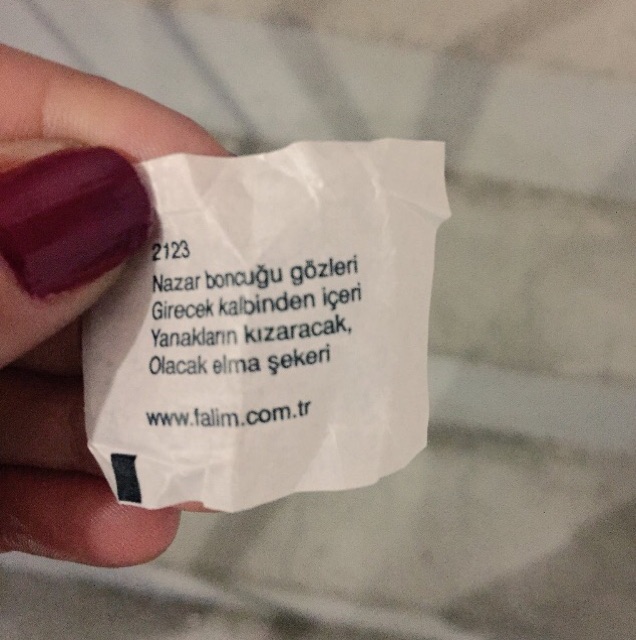 2123
Nazar boncuğu gözleri
Girecek kalbinden içeri
Yanakların kızaracak,
Olacak elma şekeri
www.falim.com.tr